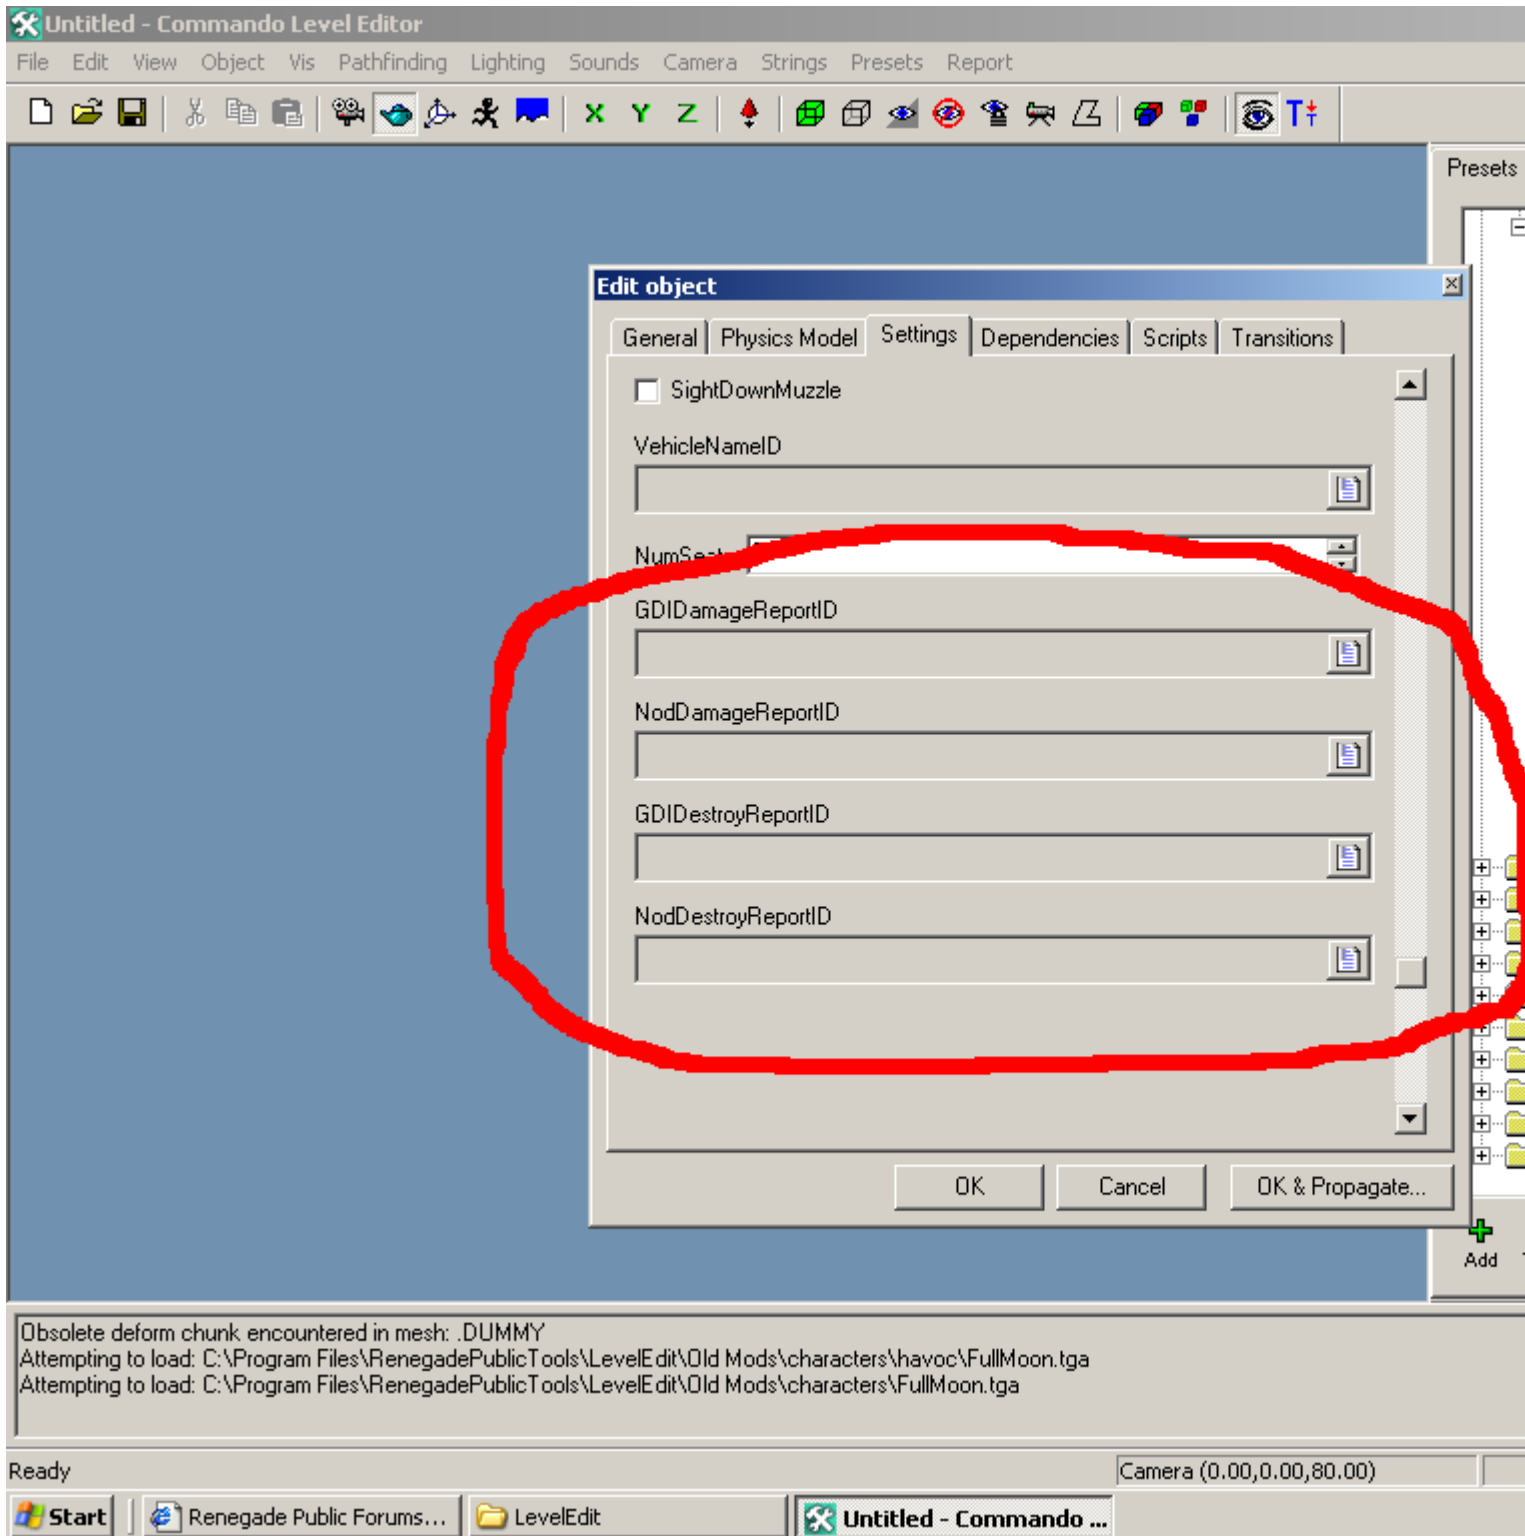 Untitled - Commando Level Editor
File Edit View Object Vis Pathfinding Lighting Sounds Camera Strings Presets Report
X Y Z T
Presets
Edit object
General Physics Model Settings Dependencies Scripts Transitions
SightDownMuzzle
VehicleNameID
GDIDamageReportID
NodDamageReportID
GDIDestroyReportID
NodDestroyReportID
OK Cancel OK & Propagate...
Add
Obsolete deform chunk encountered in mesh: .DUMMY
Attempting to load: C:\Program Files\RenegadePublicTools\LevelEdit\Old Mods\characters\havoc\FullMoon.tga
Attempting to load: C:\Program Files\RenegadePublicTools\LevelEdit\Old Mods\characters\FullMoon.tga
Ready Camera (0.00,0.00,80.00)
Start Renegade Public Forums... LevelEdit Untitled - Commando ...